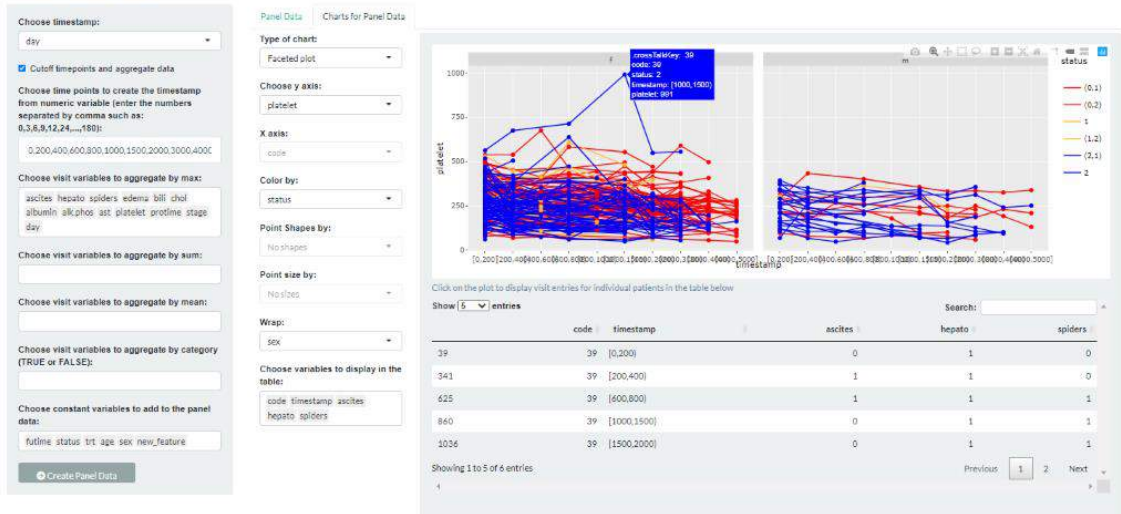 Choose timestamp:
day
Cutoff timepoints and aggregate data
Choose time points to create the timestamp
from numeric variable (enter the numbers
separated by comma such as:
0,3,6,9,12,24,...,180):
0,200,400,600,800,1000,1500,2000,3000,400(
Choose visit variables to aggregate by max:
ascites hepato spiders edema bili chol
albumin alk.phos ast platelet protime stage
day
Choose visit variables to aggregate by sum:
Choose visit variables to aggregate by mean:
Choose visit variables to aggregate by category
(TRUE or FALSE):
Choose constant variables to add to the panel
data:
futime status trt age sex new_feature
Create Panel Data
Panel Data Charts for Panel Data
Type of chart:
Faceted plot
Choose y axis:
platelet
X axis:
code
Color by:
status
Point Shapes by:
No shapes
Point size by:
No sizes
Wrap:
sex
Choose variables to display in the
table:
code timestamp ascites
hepato spiders
f
m
.crossTalkKey: 39
code: 39
status: 2
timestamp: [1000,1500)
platelet: 991
status
(0,1)
(0,2)
1
(1,2)
(2,1)
2
platelet
1000-
750-
500-
250-
0-
timestamp
Click on the plot to display visit entries for individual patients in the table below
Show 5 entries
Search:
code timestamp ascites hepato spiders
39 39 [0,200) 0 1 0
341 39 [200,400) 1 1 0
625 39 [600,800) 1 1 1
860 39 [1000,1500) 0 1 1
1036 39 [1500,2000) 0 1 1
Showing 1 to 5 of 6 entries
Previous 1 2 Next